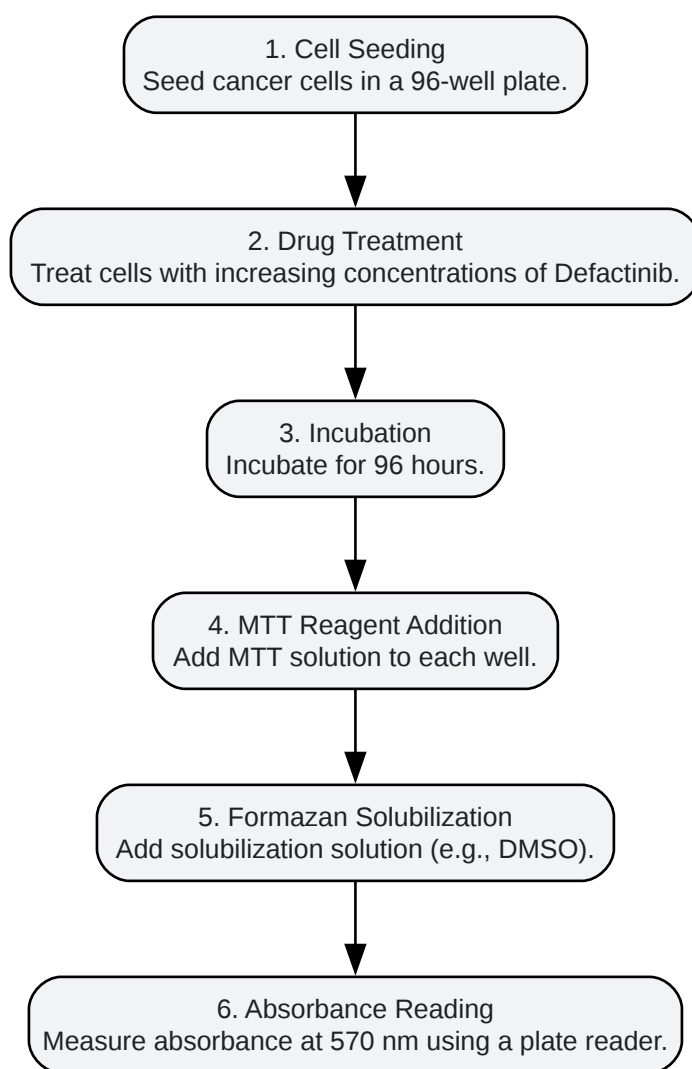 1. Cell Seeding
Seed cancer cells in a 96-well plate.
2. Drug Treatment
Treat cells with increasing concentrations of Defactinib.
3. Incubation
Incubate for 96 hours.
4. MTT Reagent Addition
Add MTT solution to each well.
5. Formazan Solubilization
Add solubilization solution (e.g., DMSO).
6. Absorbance Reading
Measure absorbance at 570 nm using a plate reader.